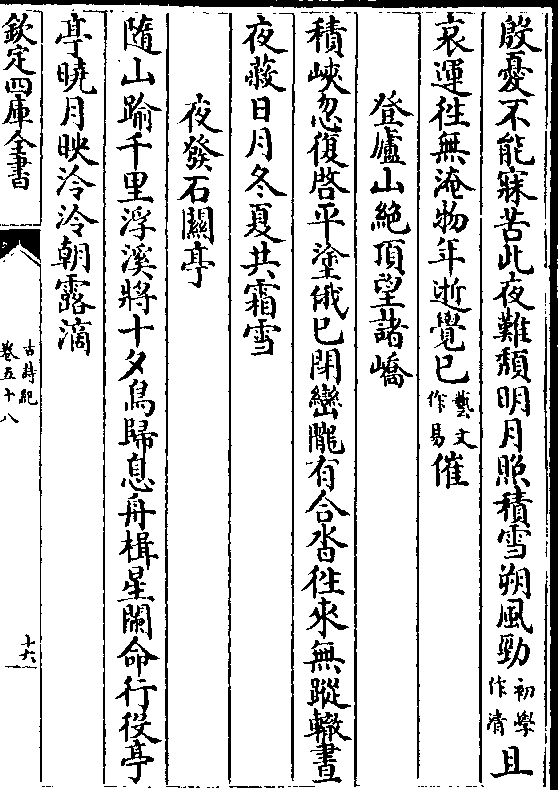 殷憂不能寐苦此夜難頽明月照積雪朔風勁初學作清且
哀運徃無淹物年逝覺已藝文作易催
登廬山絶頂望諸嶠
積峽忽復啓平塗俄已閉巒隴有合沓徃來無蹤轍晝
夜蔽日月冬夏共霜雪
夜發石關亭
隨山踰千里浮溪將十夕鳥歸息舟楫星闌命行役亭
亭曉月映泠泠朝露滴
欽定四庫全書
古詩紀
卷五十八
十六